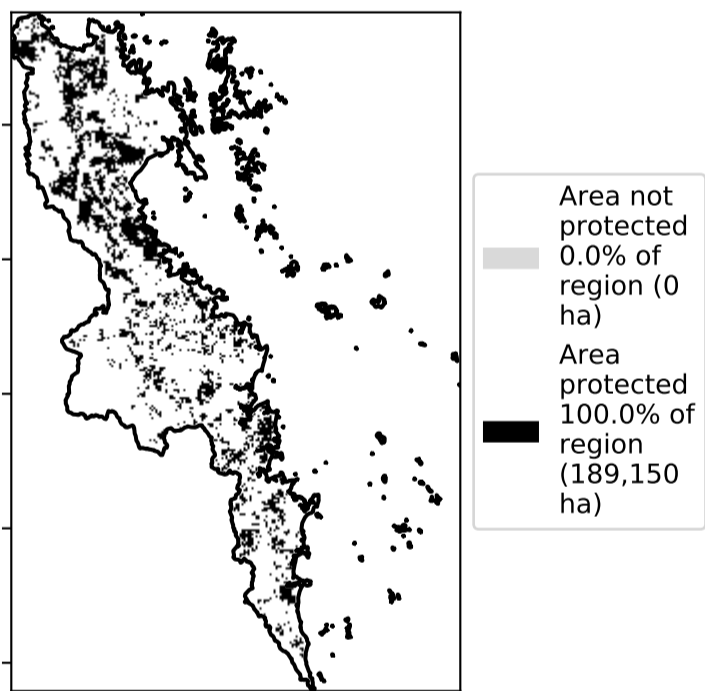 Area not
protected
0.0% of
region (0
ha)
Area
protected
100.0% of
region
(189,150
ha)